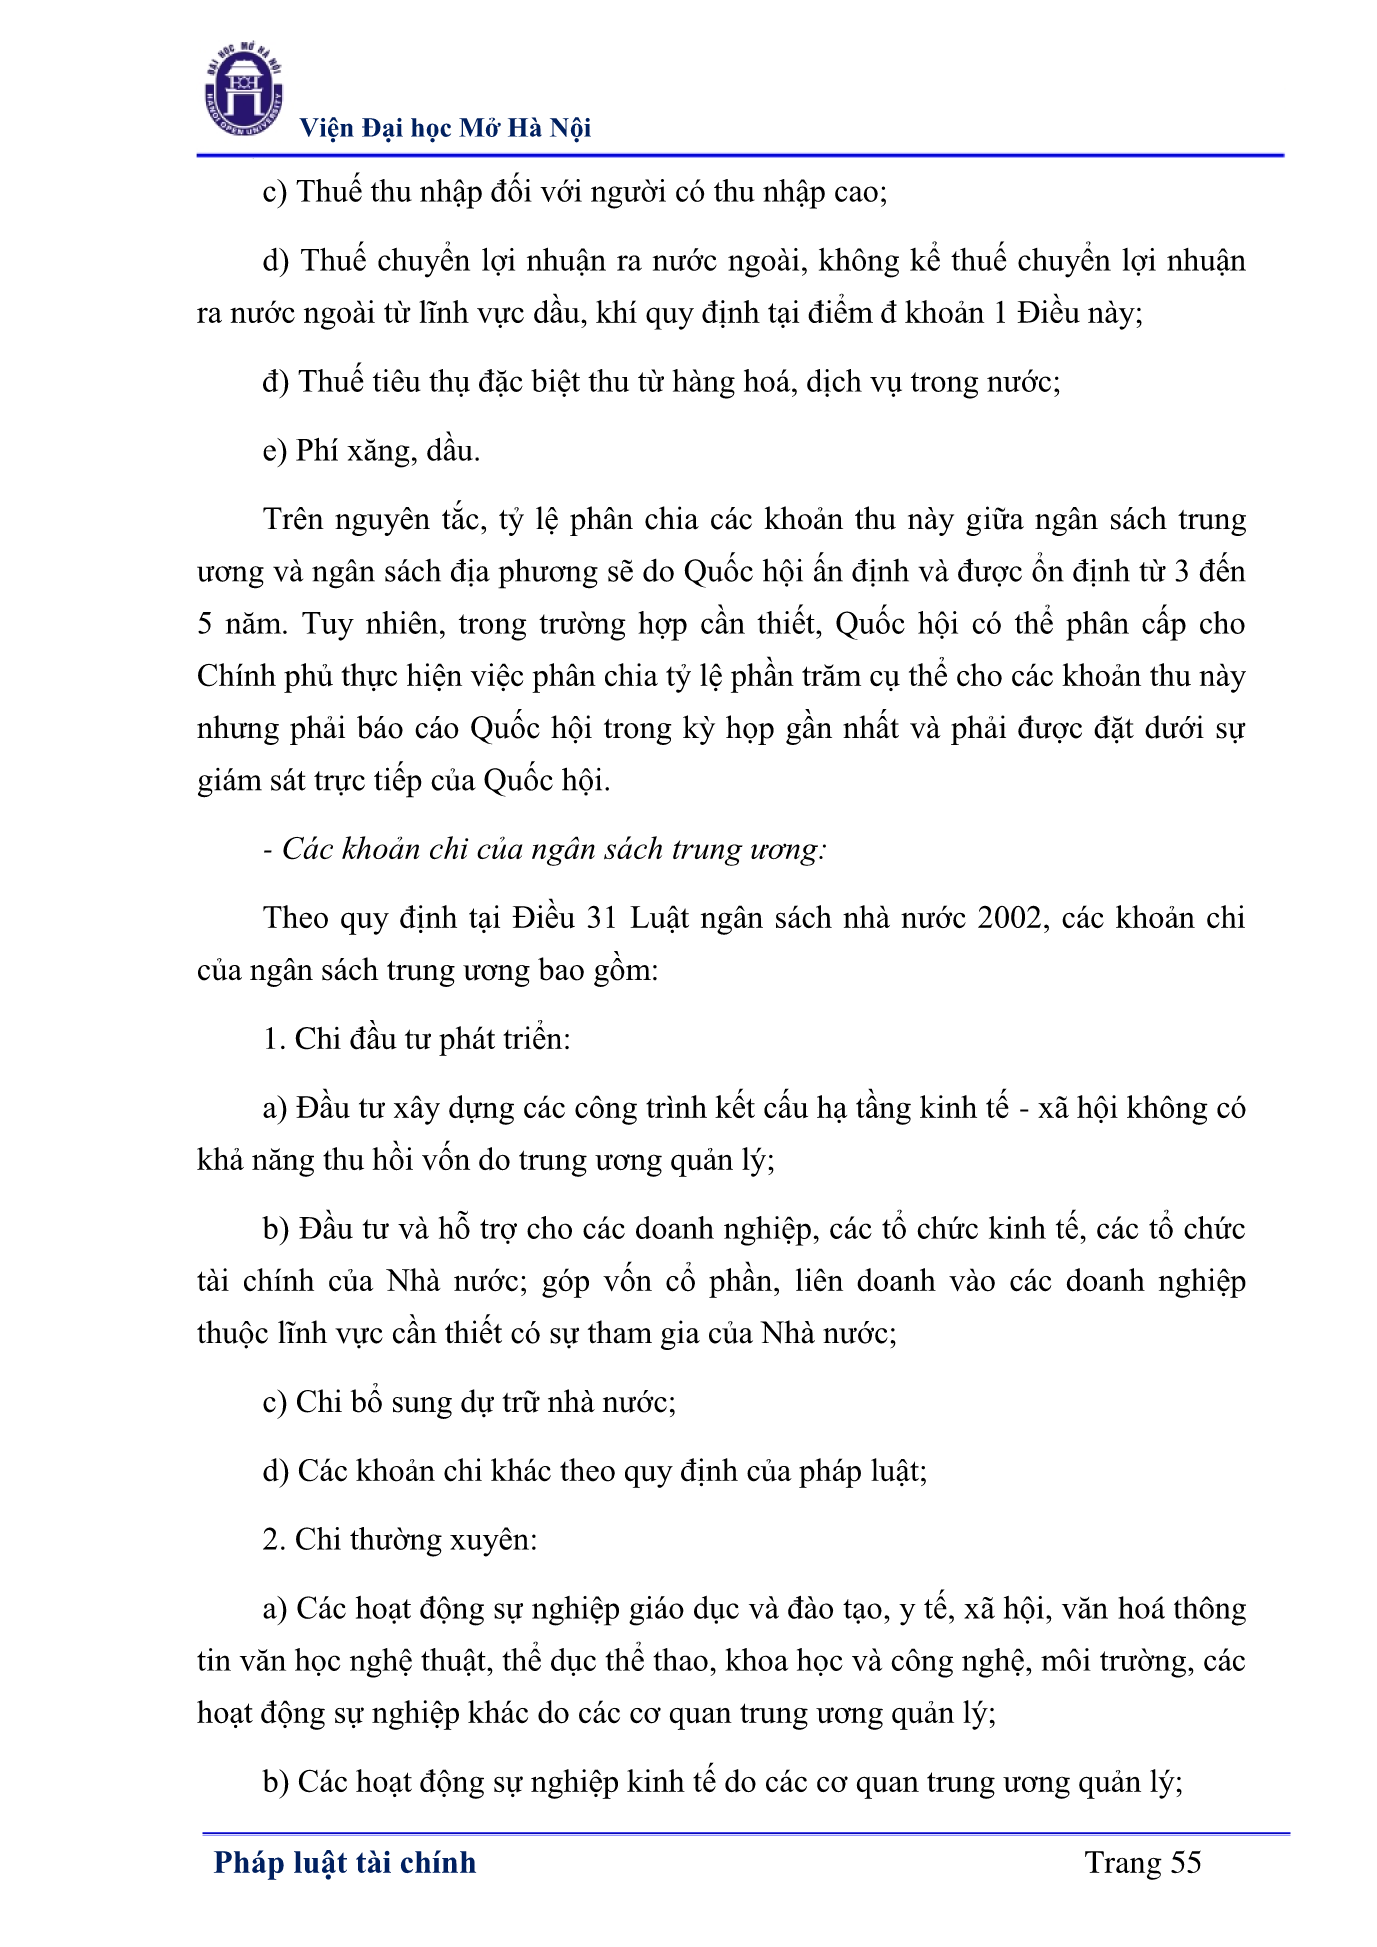 ĐẠI HỌC MỞ HÀ NỘI
HANOI OPEN UNIVERSITY
Viện Đại học Mở Hà Nội
c) Thuế thu nhập đối với người có thu nhập cao;
d) Thuế chuyển lợi nhuận ra nước ngoài, không kể thuế chuyển lợi nhuận
ra nước ngoài từ lĩnh vực dầu, khí quy định tại điểm đ khoản 1 Điều này;
đ) Thuế tiêu thụ đặc biệt thu từ hàng hoá, dịch vụ trong nước;
e) Phí xăng, dầu.
Trên nguyên tắc, tỷ lệ phân chia các khoản thu này giữa ngân sách trung
ương và ngân sách địa phương sẽ do Quốc hội ấn định và được ổn định từ 3 đến
5 năm. Tuy nhiên, trong trường hợp cần thiết, Quốc hội có thể phân cấp cho
Chính phủ thực hiện việc phân chia tỷ lệ phần trăm cụ thể cho các khoản thu này
nhưng phải báo cáo Quốc hội trong kỳ họp gần nhất và phải được đặt dưới sự
giám sát trực tiếp của Quốc hội.
- Các khoản chi của ngân sách trung ương:
Theo quy định tại Điều 31 Luật ngân sách nhà nước 2002, các khoản chi
của ngân sách trung ương bao gồm:
1. Chi đầu tư phát triển:
a) Đầu tư xây dựng các công trình kết cấu hạ tầng kinh tế - xã hội không có
khả năng thu hồi vốn do trung ương quản lý;
b) Đầu tư và hỗ trợ cho các doanh nghiệp, các tổ chức kinh tế, các tổ chức
tài chính của Nhà nước; góp vốn cổ phần, liên doanh vào các doanh nghiệp
thuộc lĩnh vực cần thiết có sự tham gia của Nhà nước;
c) Chi bổ sung dự trữ nhà nước;
d) Các khoản chi khác theo quy định của pháp luật;
2. Chi thường xuyên:
a) Các hoạt động sự nghiệp giáo dục và đào tạo, y tế, xã hội, văn hoá thông
tin văn học nghệ thuật, thể dục thể thao, khoa học và công nghệ, môi trường, các
hoạt động sự nghiệp khác do các cơ quan trung ương quản lý;
b) Các hoạt động sự nghiệp kinh tế do các cơ quan trung ương quản lý;
Pháp luật tài chính Trang 55